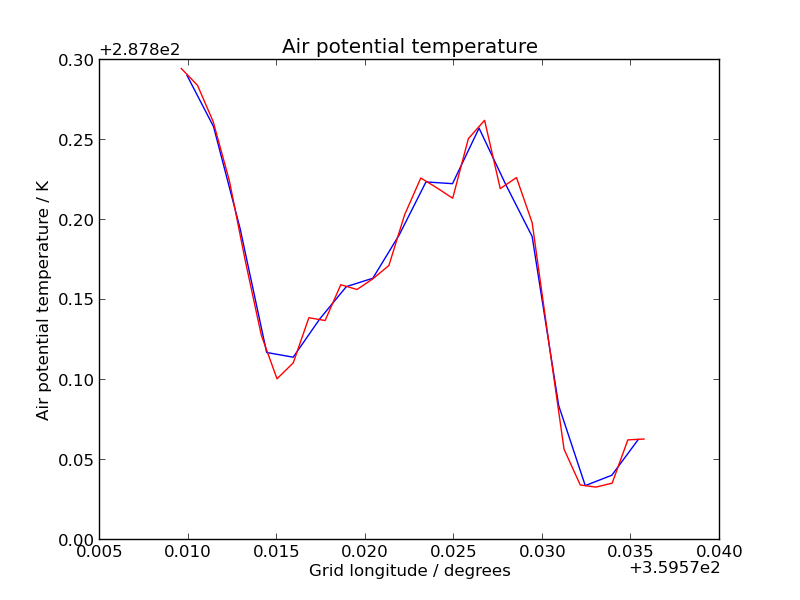 Air potential temperature
+2.878e2
0.30
0.25
0.20
0.15
0.10
0.05
0.00
Air potential temperature / K
0.005 0.010 0.015 0.020 0.025 0.030 0.035 0.040
Grid longitude / degrees
+3.5957e2